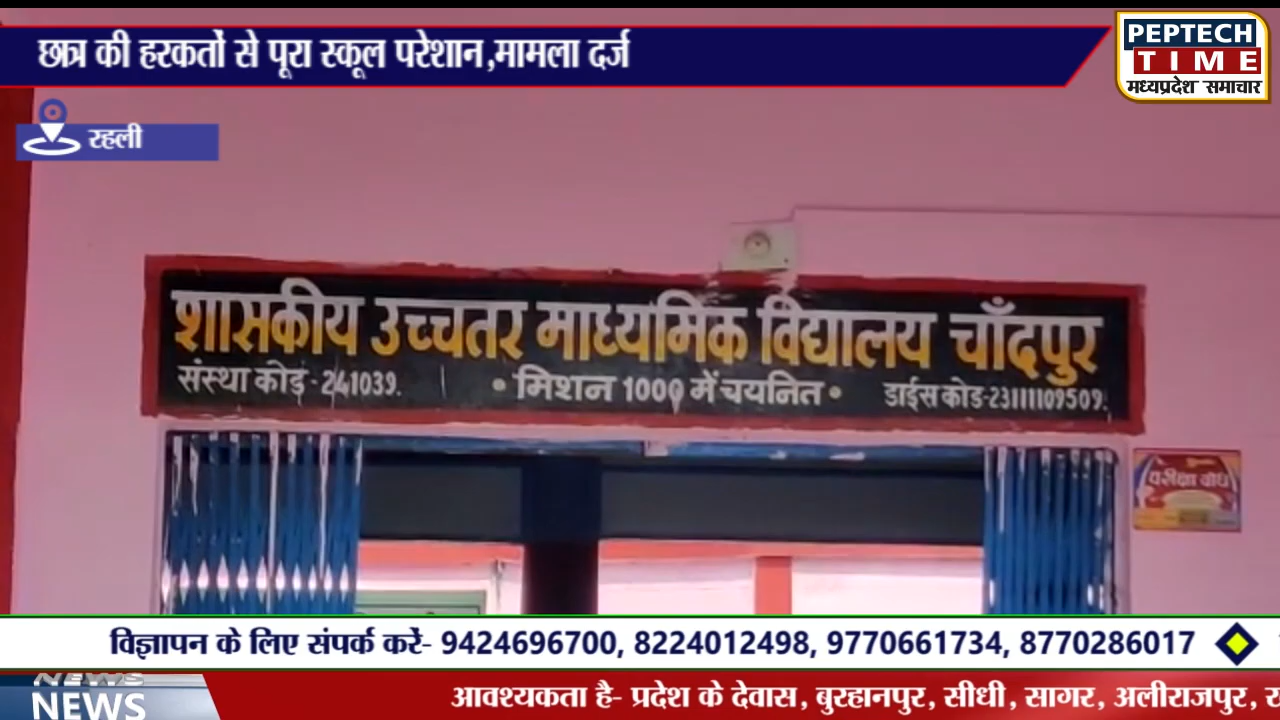 छात्र की हरकतों से पूरा स्कूल परेशान,मामला दर्ज
PEPTECH
TIME
मध्यप्रदेश समाचार
रहली
शासकीय उच्चतर माध्यमिक विद्यालय चाँदपुर
संस्था कोड़-241039. • मिशन 1000 में चयनित • डाईस कोड-23111109509.
परीक्षा बोध
विज्ञापन के लिए संपर्क करें- 9424696700, 8224012498, 9770661734, 8770286017
NEWS
NEWS
आवश्यकता है- प्रदेश के देवास, बुरहानपुर, सीधी, सागर, अलीराजपुर,